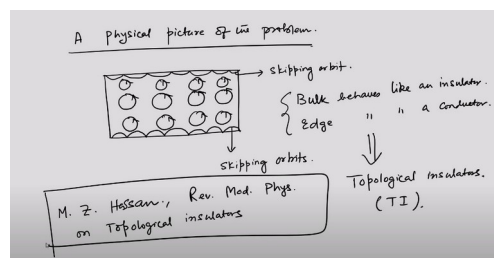 A physical picture of the problem.
skipping orbit.
Bulk behaves like an insulator.
Edge " " a conductor.
skipping orbits.
Topological insulators.
(TI).
M. Z. Hassan., Rev. Mod. Phys.
on Topological insulators